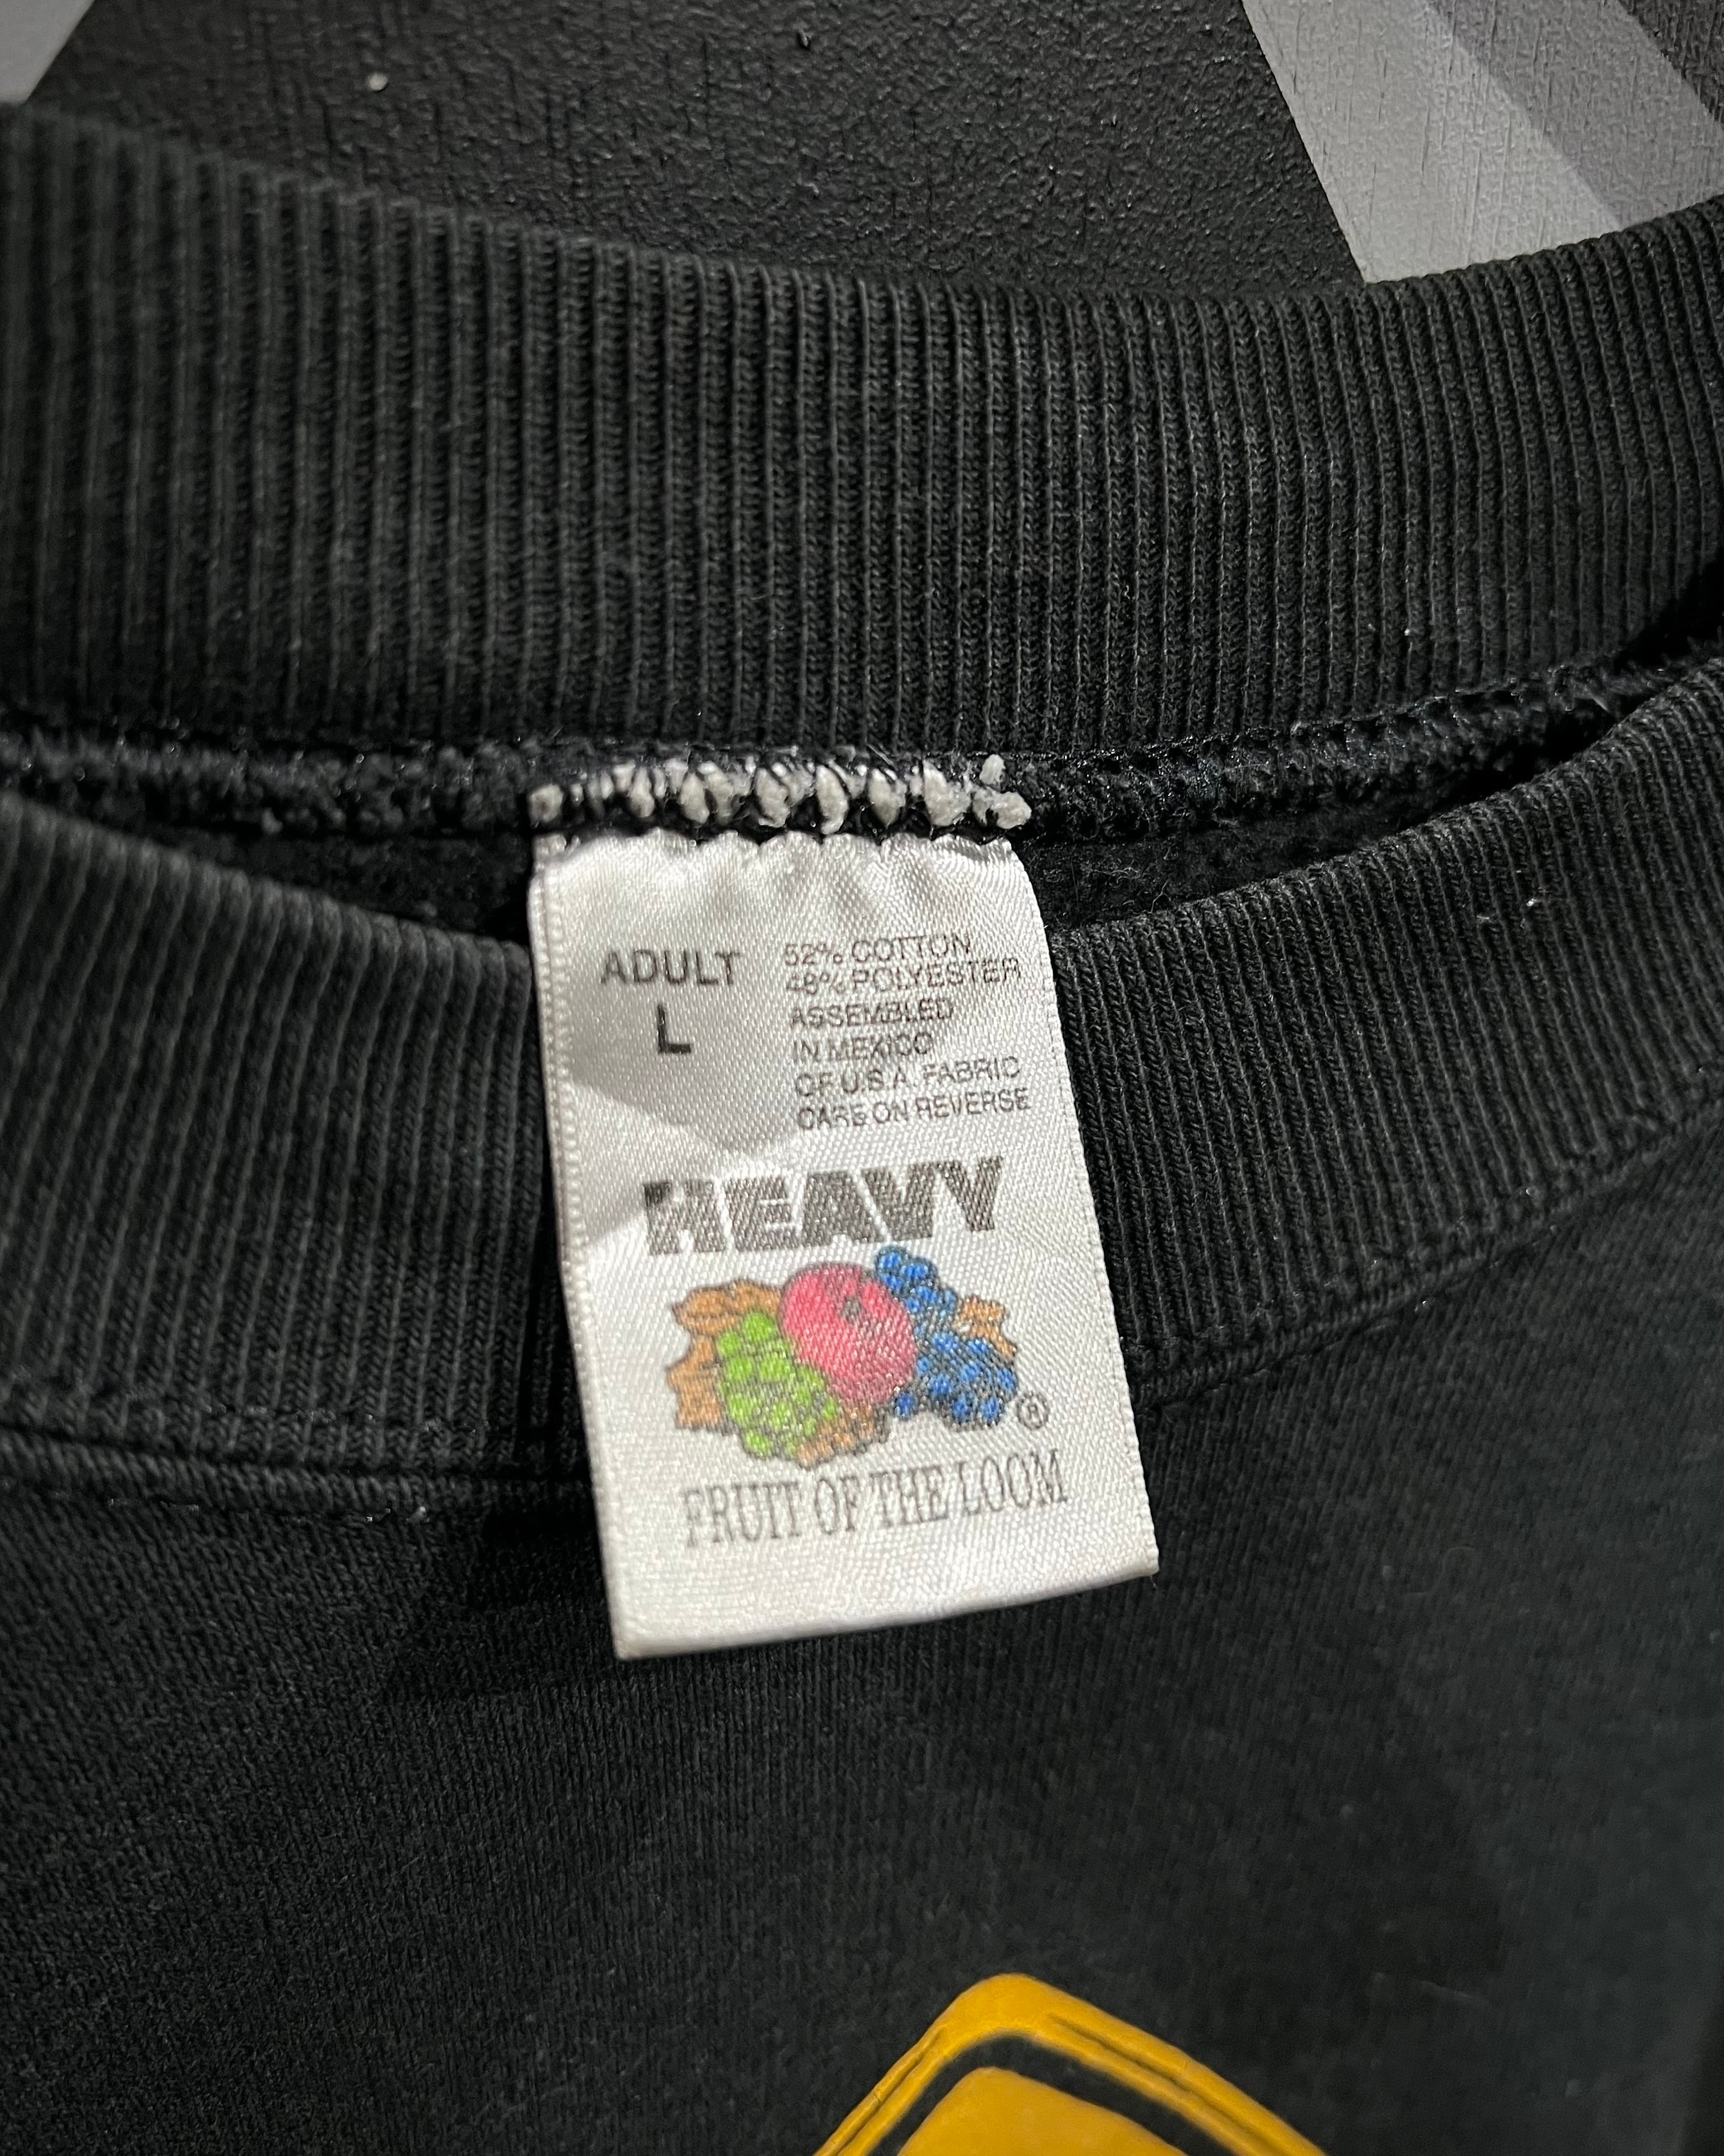 ADULT
L
52% COTTON
48% POLYESTER
ASSEMBLED
IN MEXICO
OF U.S.A. FABRIC
CARE ON REVERSE
HEAVY
®
FRUIT OF THE LOOM